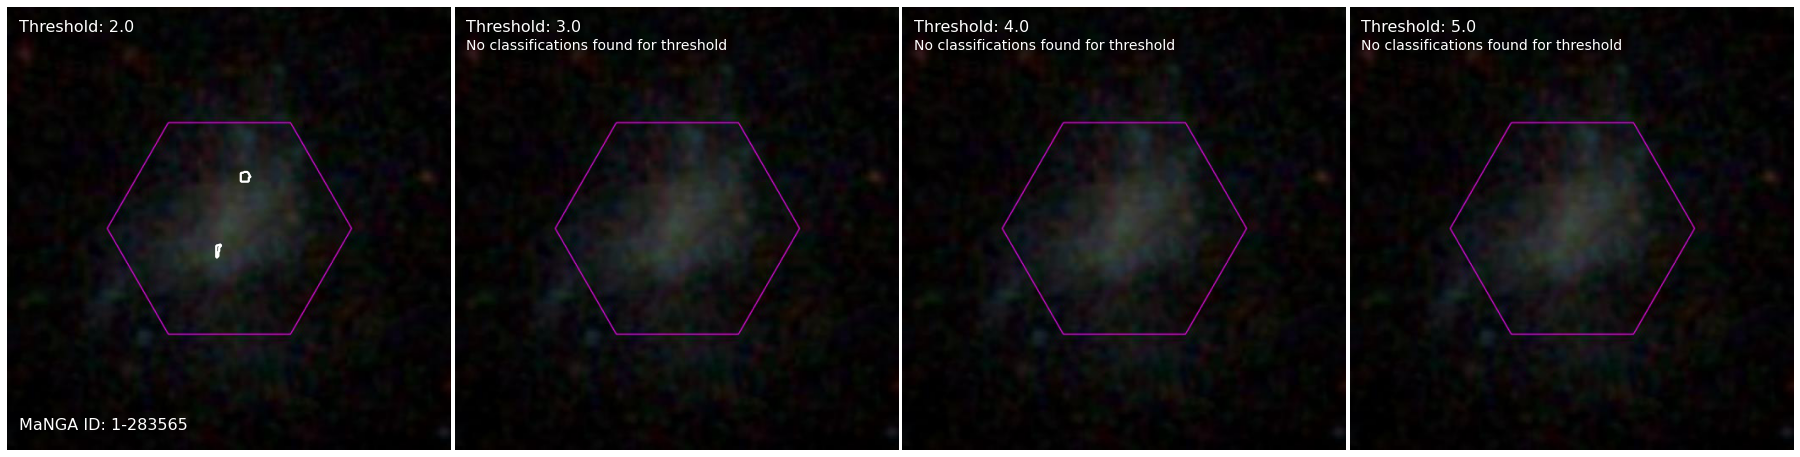 Threshold: 2.0
MaNGA ID: 1-283565
Threshold: 3.0
No classifications found for threshold
Threshold: 4.0
No classifications found for threshold
Threshold: 5.0
No classifications found for threshold